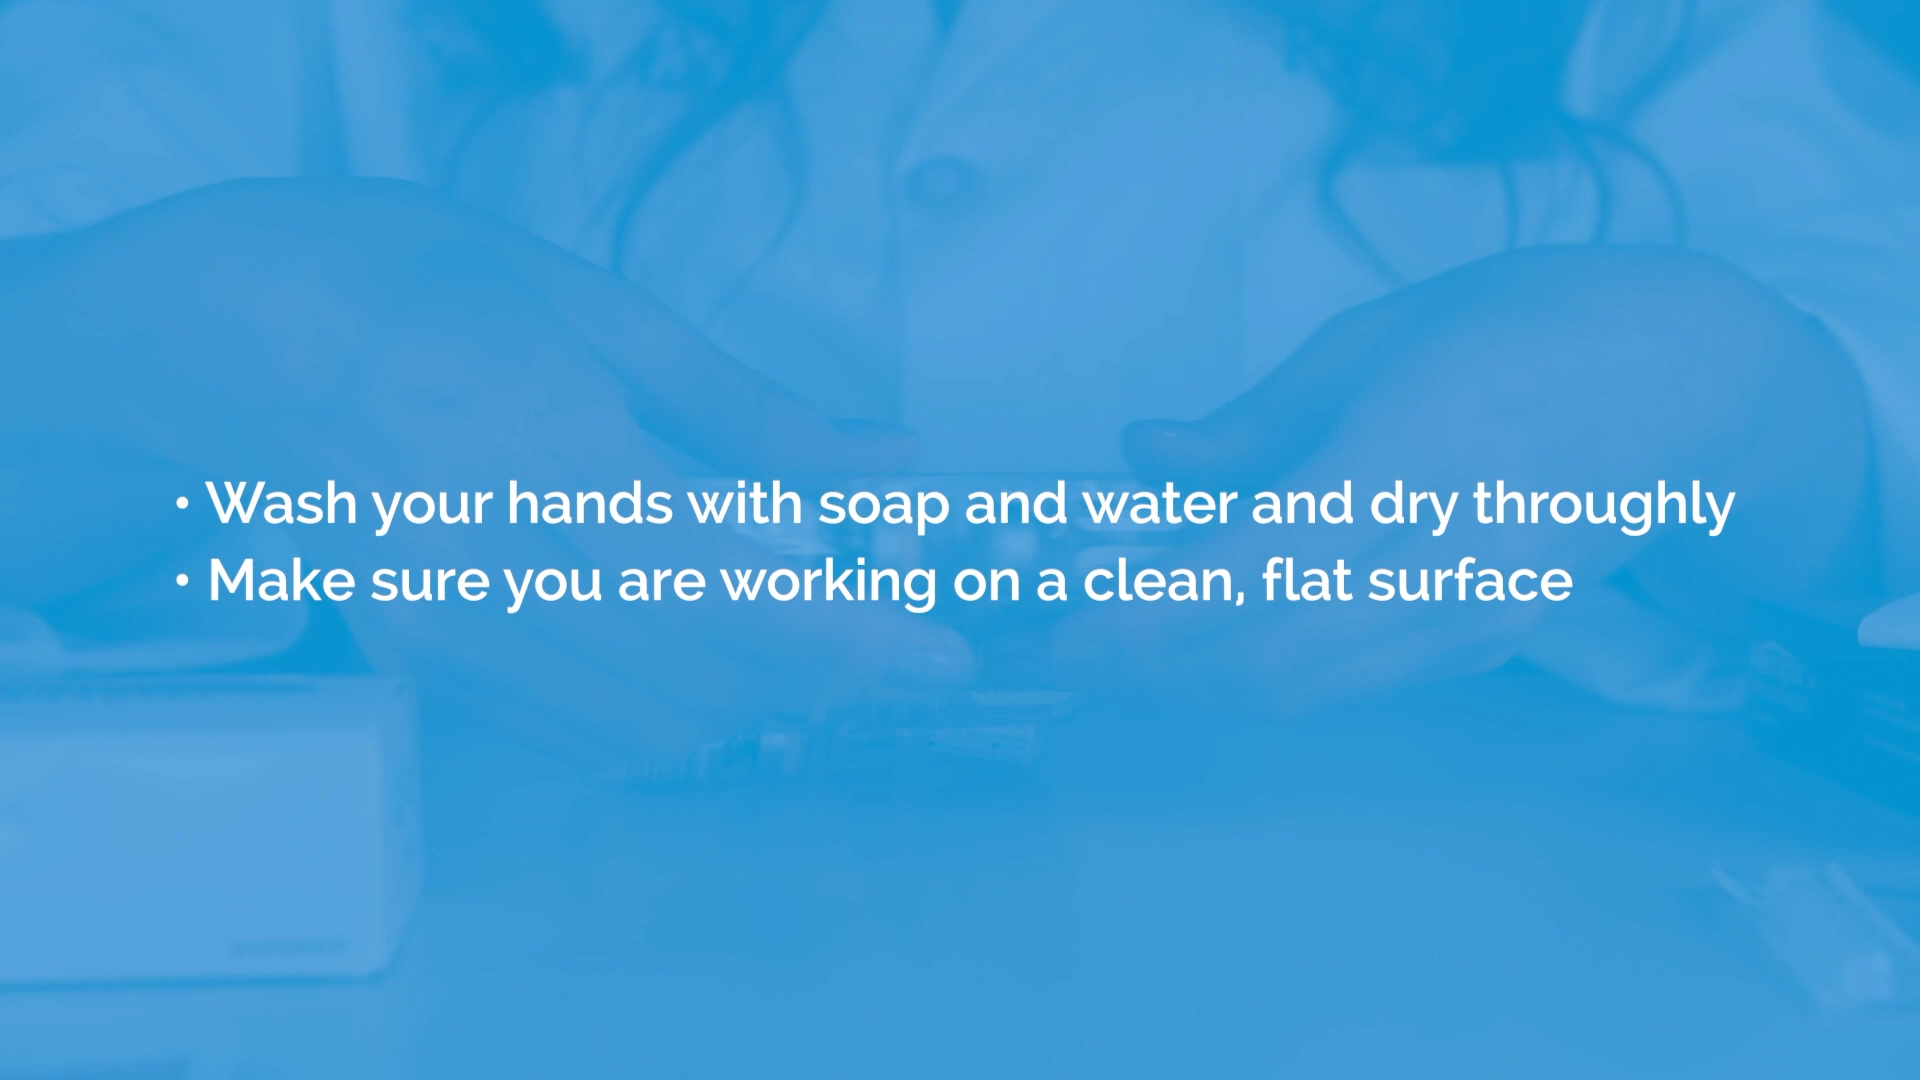 • Wash your hands with soap and water and dry throughly
• Make sure you are working on a clean, flat surface